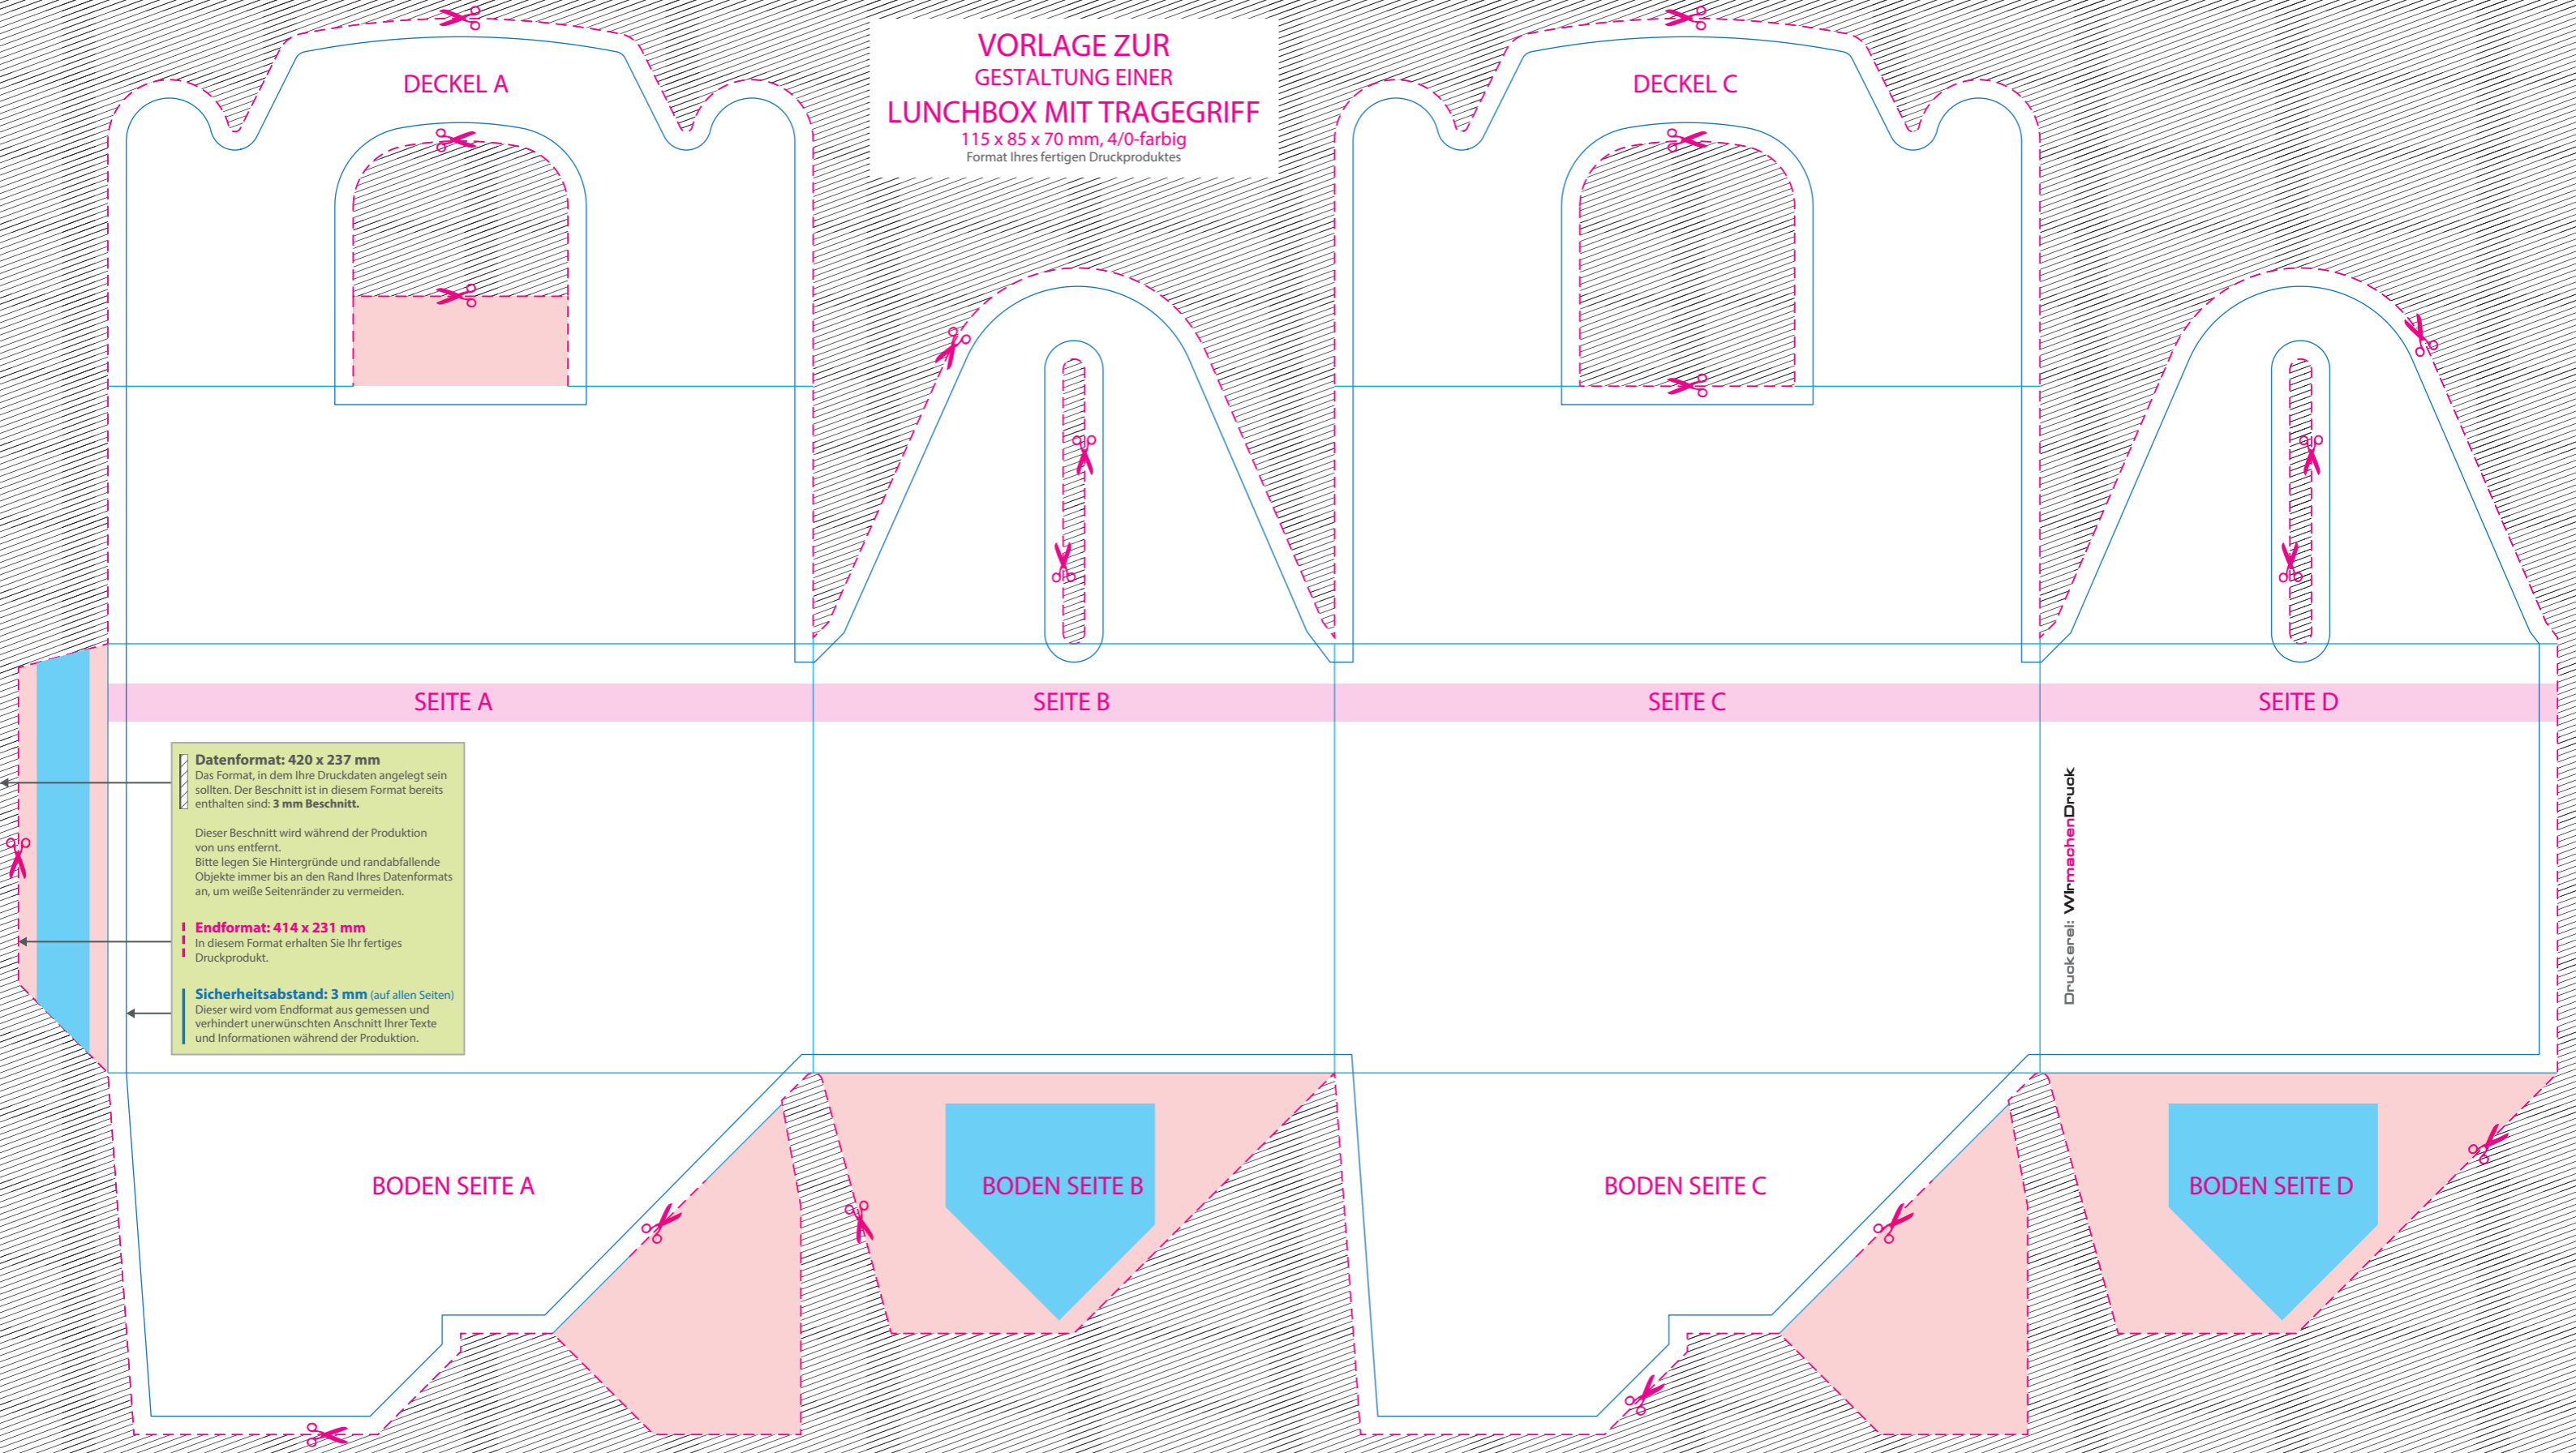 VORLAGE ZUR
GESTALTUNG EINER
LUNCHBOX MIT TRAGEGRIFF
115 x 85 x 70 mm, 4/0-farbig
Format Ihres fertigen Druckproduktes
DECKEL A
DECKEL C
SEITE A
SEITE B
SEITE C
SEITE D
Datenformat: 420 x 237 mm
Das Format, in dem Ihre Druckdaten angelegt sein
sollten. Der Beschnitt ist in diesem Format bereits
enthalten sind: 3 mm Beschnitt.
Dieser Beschnitt wird während der Produktion
von uns entfernt.
Bitte legen Sie Hintergründe und randabfallende
Objekte immer bis an den Rand Ihres Datenformats
an, um weiße Seitenränder zu vermeiden.
Endformat: 414 x 231 mm
In diesem Format erhalten Sie Ihr fertiges
Druckprodukt.
Sicherheitsabstand: 3 mm (auf allen Seiten)
Dieser wird vom Endformat aus gemessen und
verhindert unerwünschten Anschnitt Ihrer Texte
und Informationen während der Produktion.
Druckerei: WIrmachenDruck
BODEN SEITE A
BODEN SEITE B
BODEN SEITE C
BODEN SEITE D